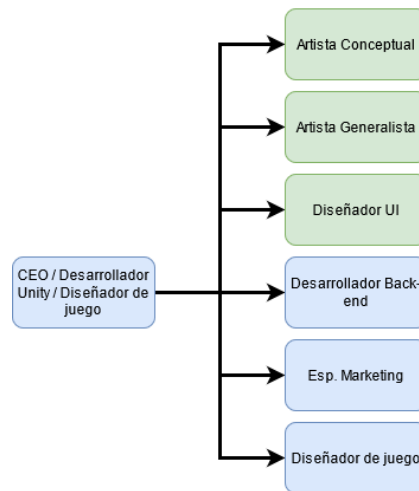 Artista Conceptual
Artista Generalista
Diseñador UI
CEO / Desarrollador
Unity / Diseñador de
juego
Desarrollador Back-
end
Esp. Marketing
Diseñador de juego